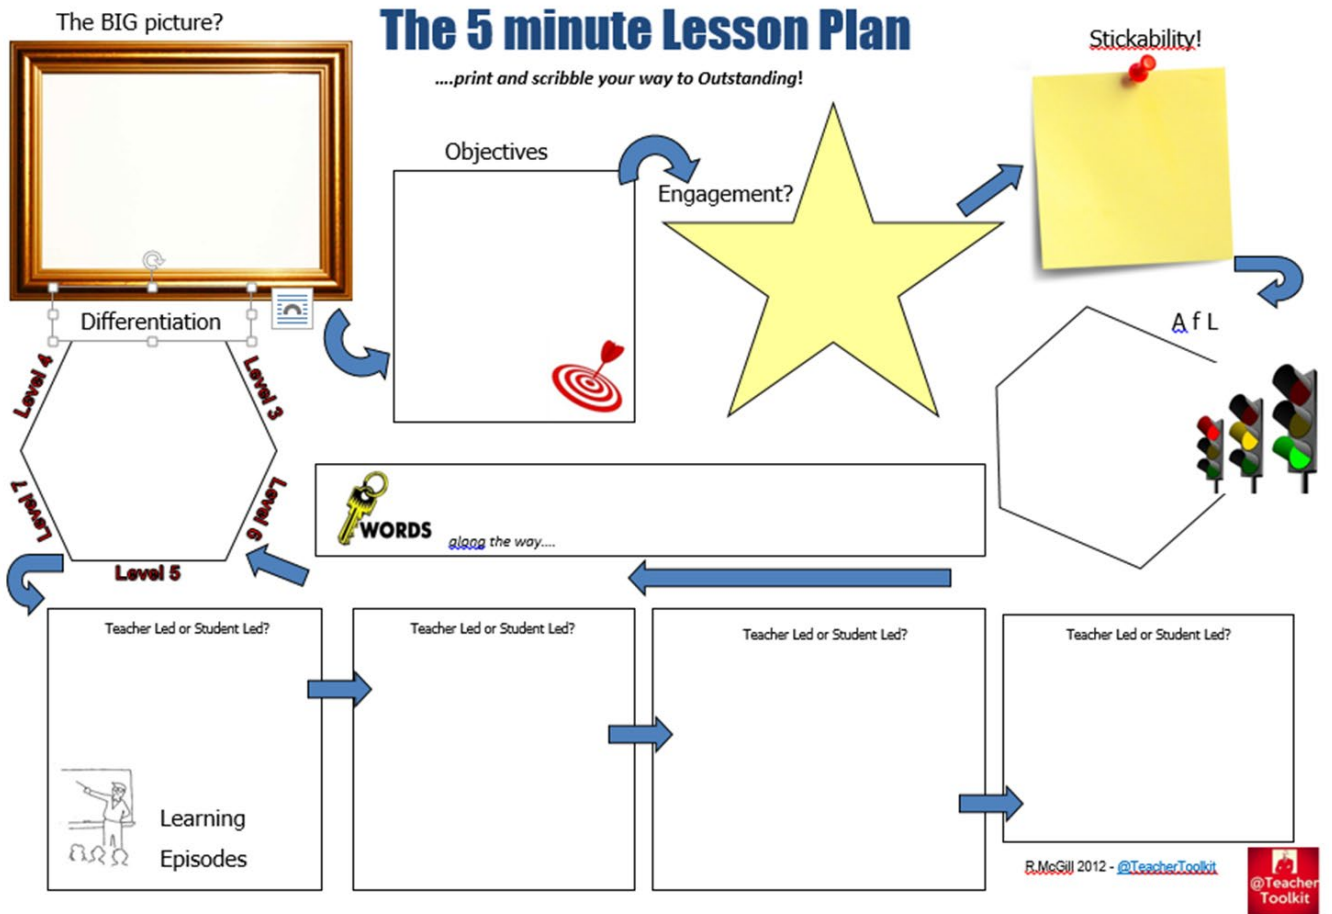 The BIG picture?
The 5 minute Lesson Plan
....print and scribble your way to Outstanding!
Stickability!
Objectives
Engagement?
Differentiation
A f L
Level 4
Level 3
Level 7
Level 6
Level 5
WORDS
along the way....
Teacher Led or Student Led?
Teacher Led or Student Led?
Teacher Led or Student Led?
Teacher Led or Student Led?
Learning
Episodes
R.McGill 2012 - @TeacherToolkit
@Teacher
Toolkit